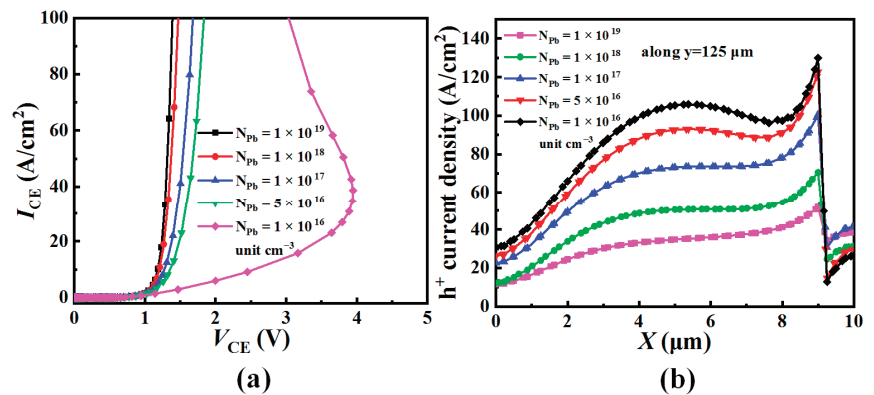 100
80
60
40
20
0
I_CE (A/cm²)
N_Pb = 1 × 10^19
N_Pb = 1 × 10^18
N_Pb = 1 × 10^17
N_Pb = 5 × 10^16
N_Pb = 1 × 10^16
unit cm⁻³
0 1 2 3 4 5
V_CE (V)
(a)
140
120
100
80
60
40
20
0
h⁺ current density (A/cm²)
N_Pb = 1 × 10^19
N_Pb = 1 × 10^18
N_Pb = 1 × 10^17
N_Pb = 5 × 10^16
N_Pb = 1 × 10^16
unit cm⁻³
along y=125 μm
0 2 4 6 8 10
X (μm)
(b)